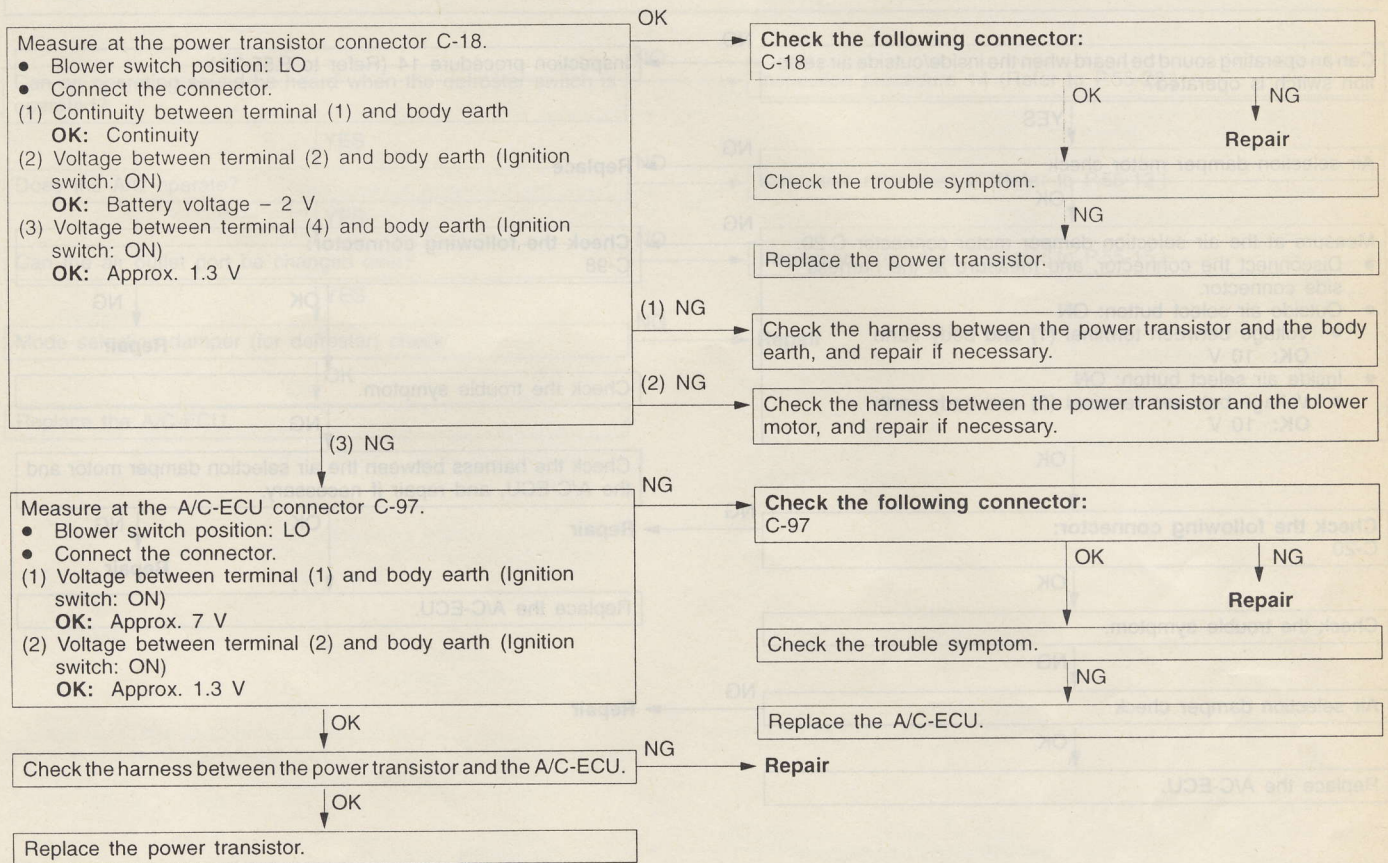 OK
Measure at the power transistor connector C-18.
● Blower switch position: LO
● Connect the connector.
(1) Continuity between terminal (1) and body earth
OK: Continuity
(2) Voltage between terminal (2) and body earth (Ignition
switch: ON)
OK: Battery voltage – 2 V
(3) Voltage between terminal (4) and body earth (Ignition
switch: ON)
OK: Approx. 1.3 V
Check the following connector:
C-18
OK
NG
Repair
Check the trouble symptom.
NG
Replace the power transistor.
(1) NG
Check the harness between the power transistor and the body
earth, and repair if necessary.
(2) NG
Check the harness between the power transistor and the blower
motor, and repair if necessary.
(3) NG
Measure at the A/C-ECU connector C-97.
● Blower switch position: LO
● Connect the connector.
(1) Voltage between terminal (1) and body earth (Ignition
switch: ON)
OK: Approx. 7 V
(2) Voltage between terminal (2) and body earth (Ignition
switch: ON)
OK: Approx. 1.3 V
NG
Check the following connector:
C-97
OK
NG
Repair
Check the trouble symptom.
NG
Replace the A/C-ECU.
OK
Check the harness between the power transistor and the A/C-ECU.
NG
Repair
OK
Replace the power transistor.